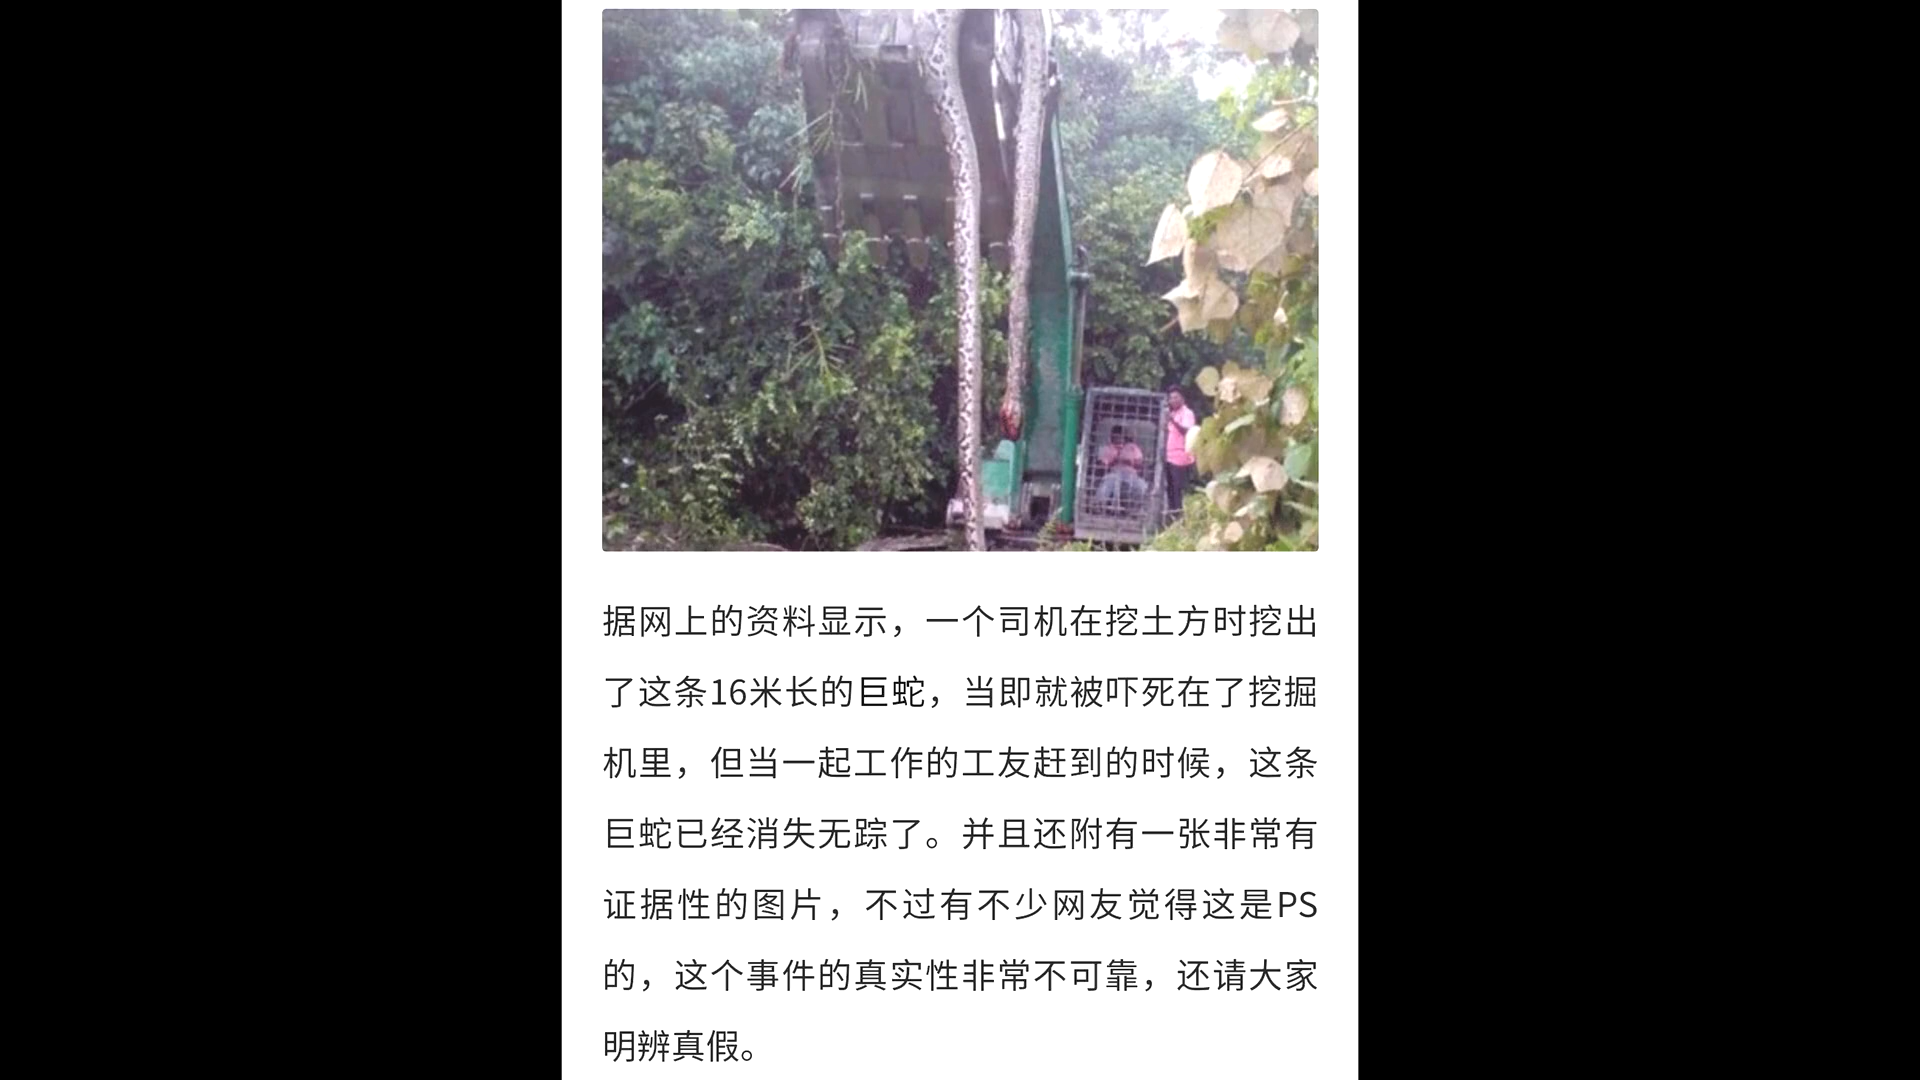 据网上的资料显示，一个司机在挖土方时挖出
了这条16米长的巨蛇，当即就被吓死在了挖掘
机里，但当一起工作的工友赶到的时候，这条
巨蛇已经消失无踪了。并且还附有一张非常有
证据性的图片，不过有不少网友觉得这是PS
的，这个事件的真实性非常不可靠，还请大家
明辨真假。